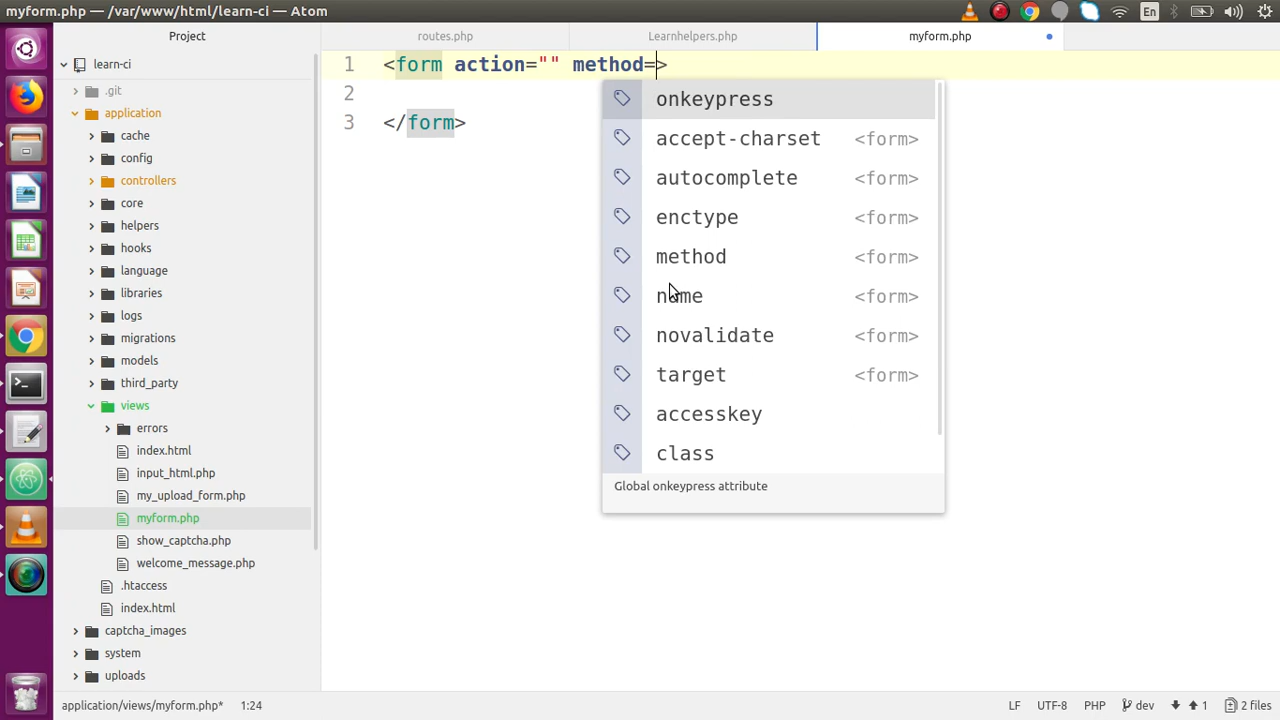 myform.php — /var/www/html/learn-ci — Atom
En
Project
routes.php
Learnhelpers.php
myform.php
learn-ci
.git
application
cache
config
controllers
core
helpers
hooks
language
libraries
logs
migrations
models
third_party
views
errors
index.html
input_html.php
my_upload_form.php
myform.php
show_captcha.php
welcome_message.php
.htaccess
index.html
captcha_images
system
uploads
1 <form action="" method=>
2
3 </form>
onkeypress
accept-charset <form>
autocomplete <form>
enctype <form>
method <form>
name <form>
novalidate <form>
target <form>
accesskey
class
Global onkeypress attribute
application/views/myform.php* 1:24
LF UTF-8 PHP dev 1 2 files